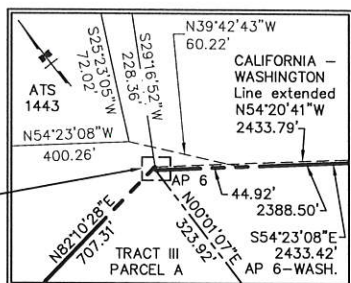 S25°23'05"W
72.02'
S29°16'52"W
228.36'
N39°42'43"W
60.22'
CALIFORNIA –
WASHINGTON
Line extended
N54°20'41"W
2433.79'
ATS
1443
N54°23'08"W
400.26'
AP 6
44.92'
2388.50'
S54°23'08"E
2433.42'
AP 6–WASH.
N82°10'28"E
707.31'
TRACT III
PARCEL A
N00°01'07"E
323.92'